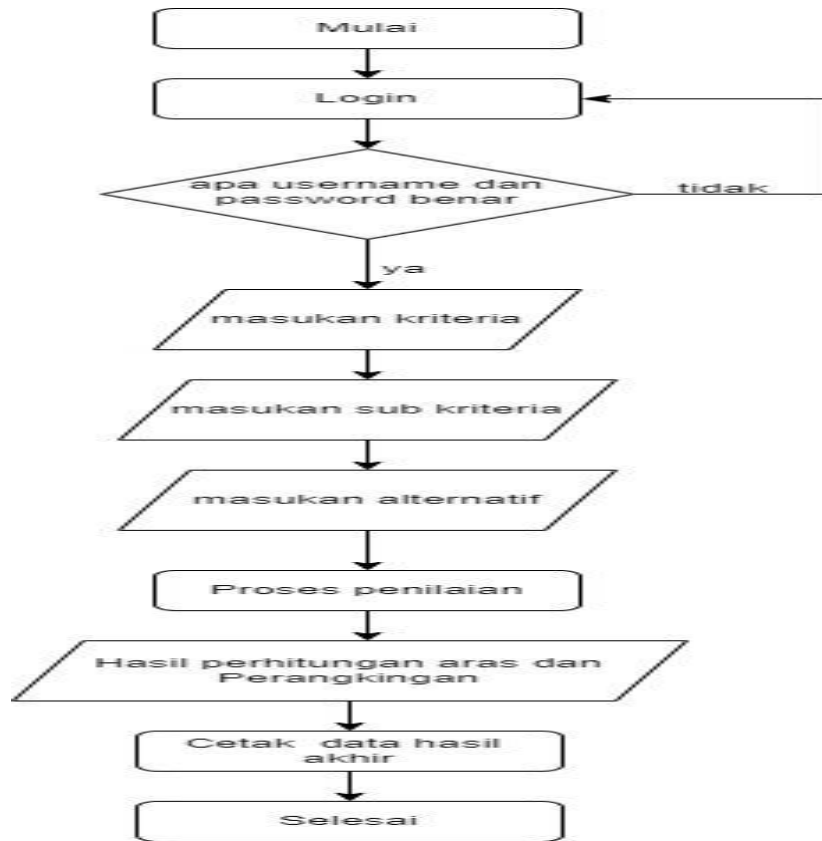 Mulai
Login
apa username dan
password benar
tidak
ya
masukan kriteria
masukan sub kriteria
masukan alternatif
Proses penilaian
Hasil perhitungan aras dan
Perangkingan
Cetak data hasil
akhir
Selesai